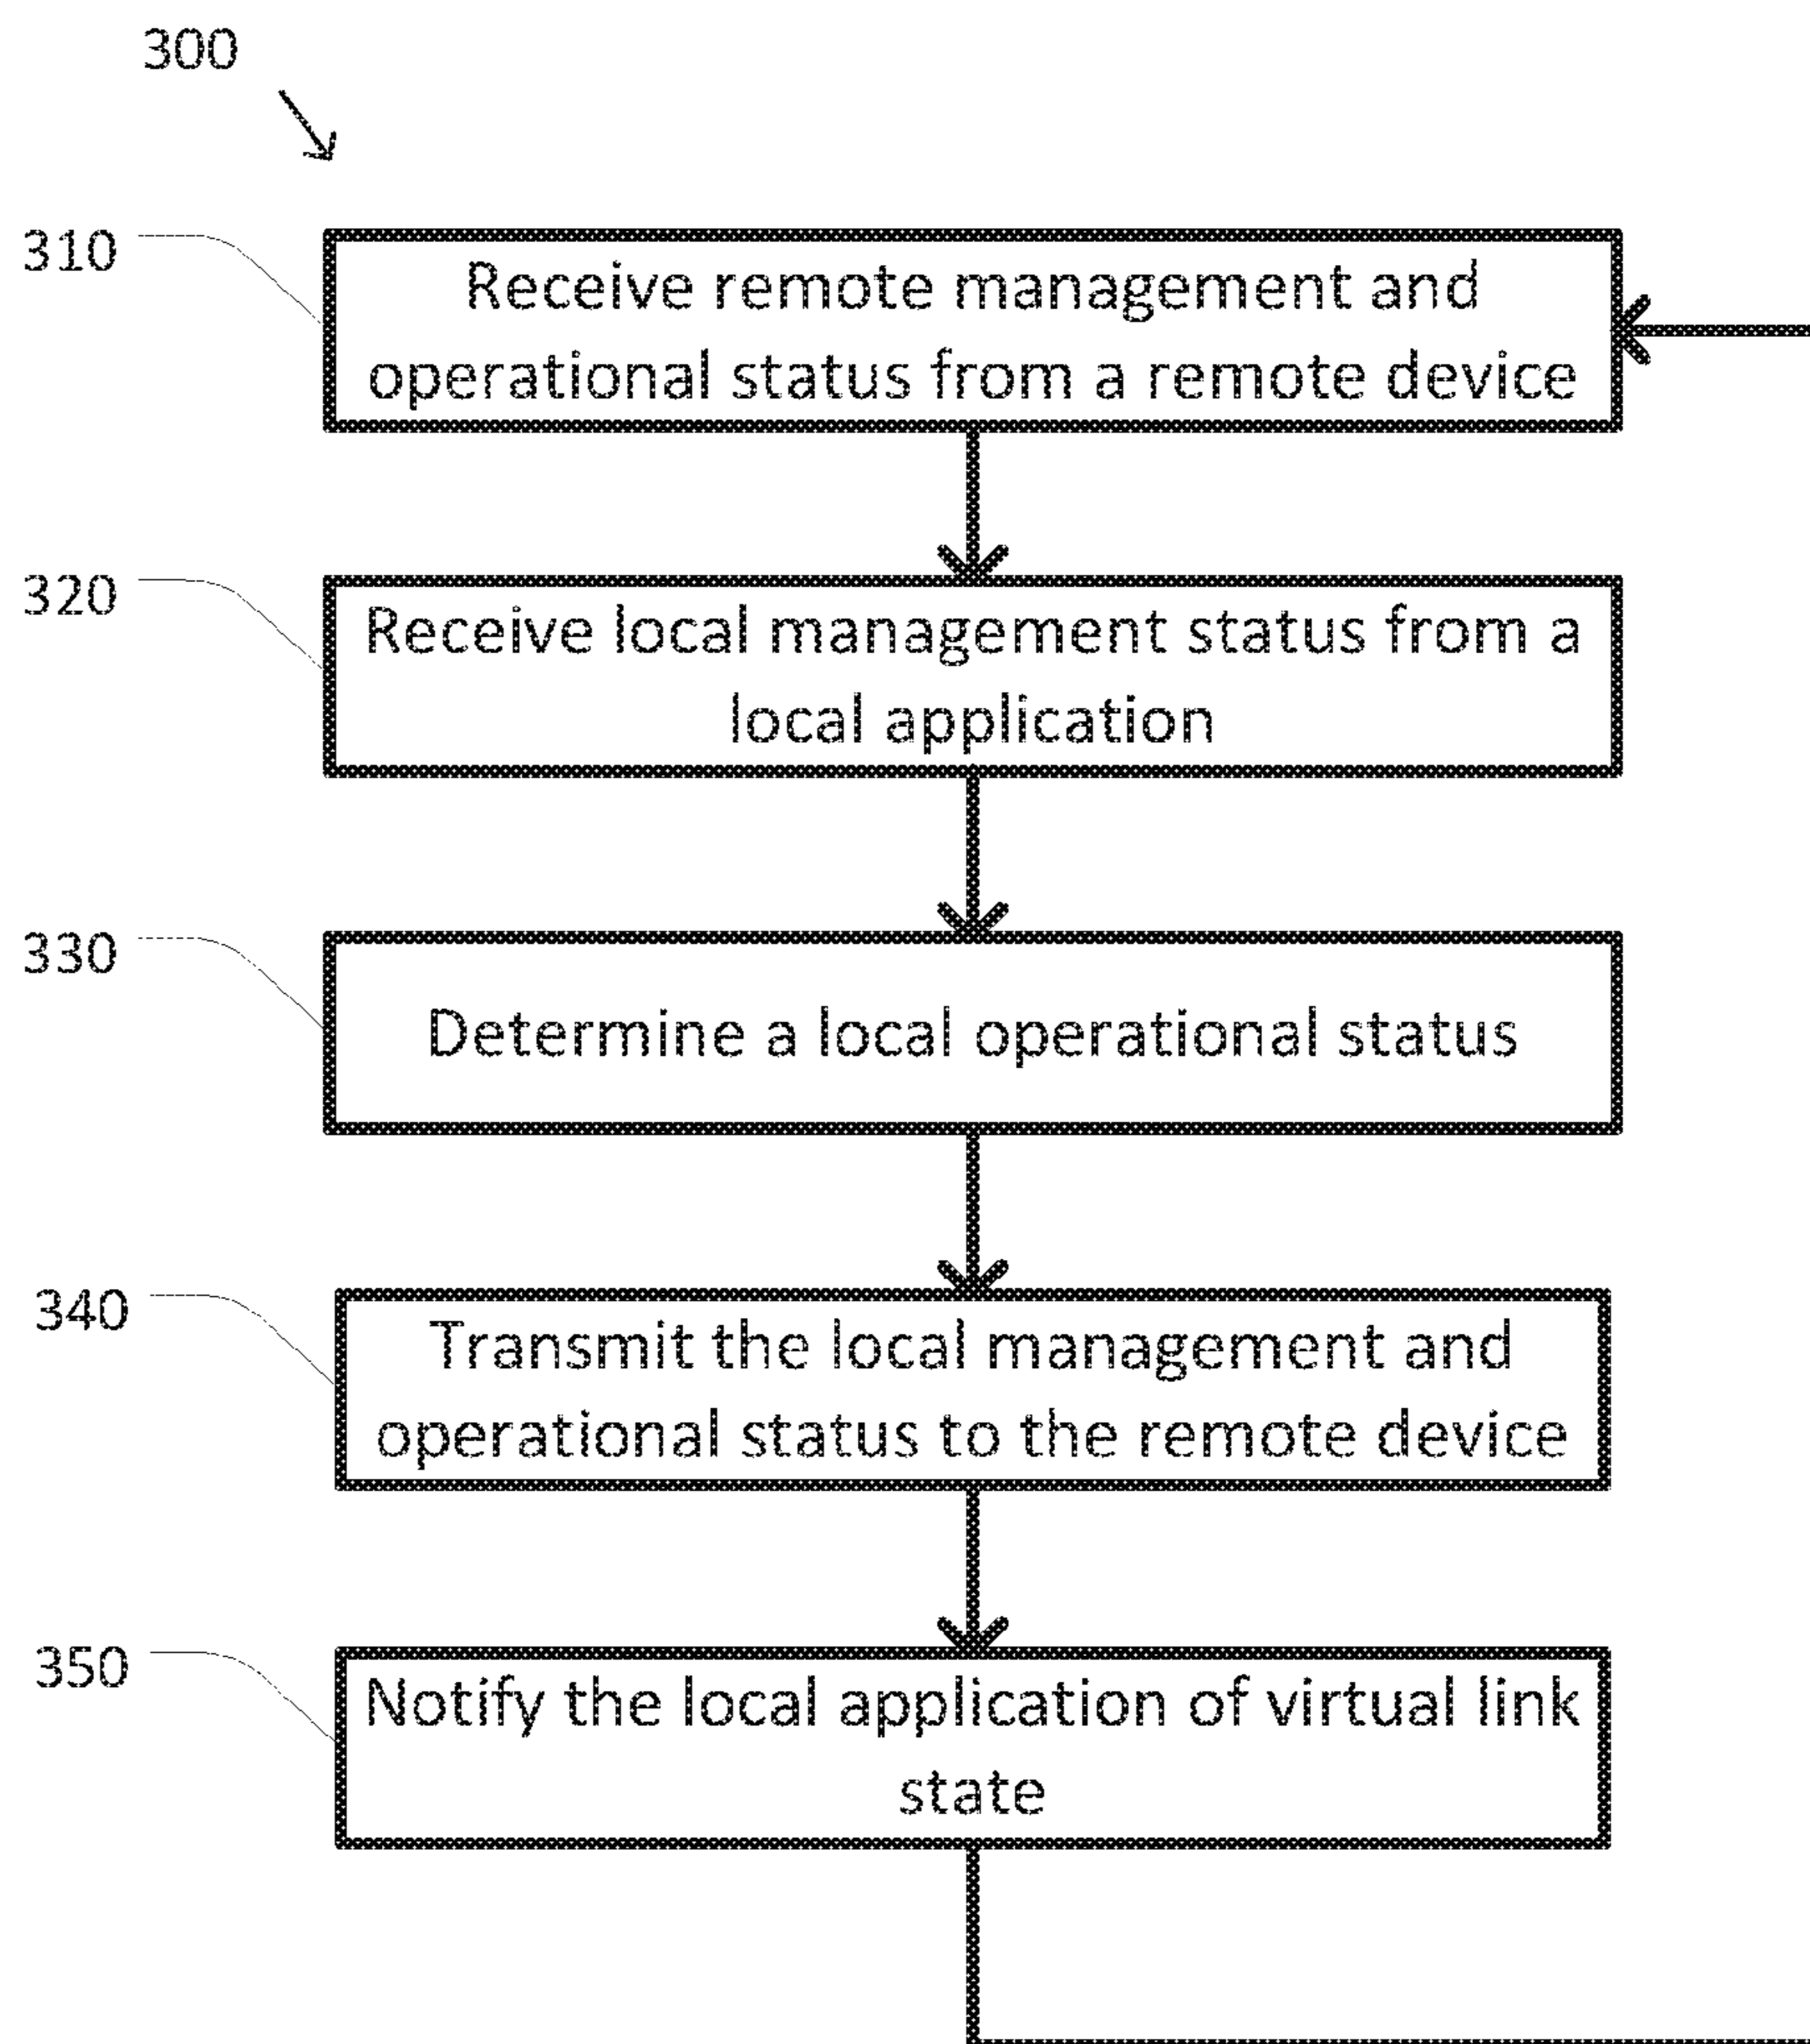 300
310
Receive remote management and
operational status from a remote device
320
Receive local management status from a
local application
330
Determine a local operational status
340
Transmit the local management and
operational status to the remote device
350
Notify the local application of virtual link
state